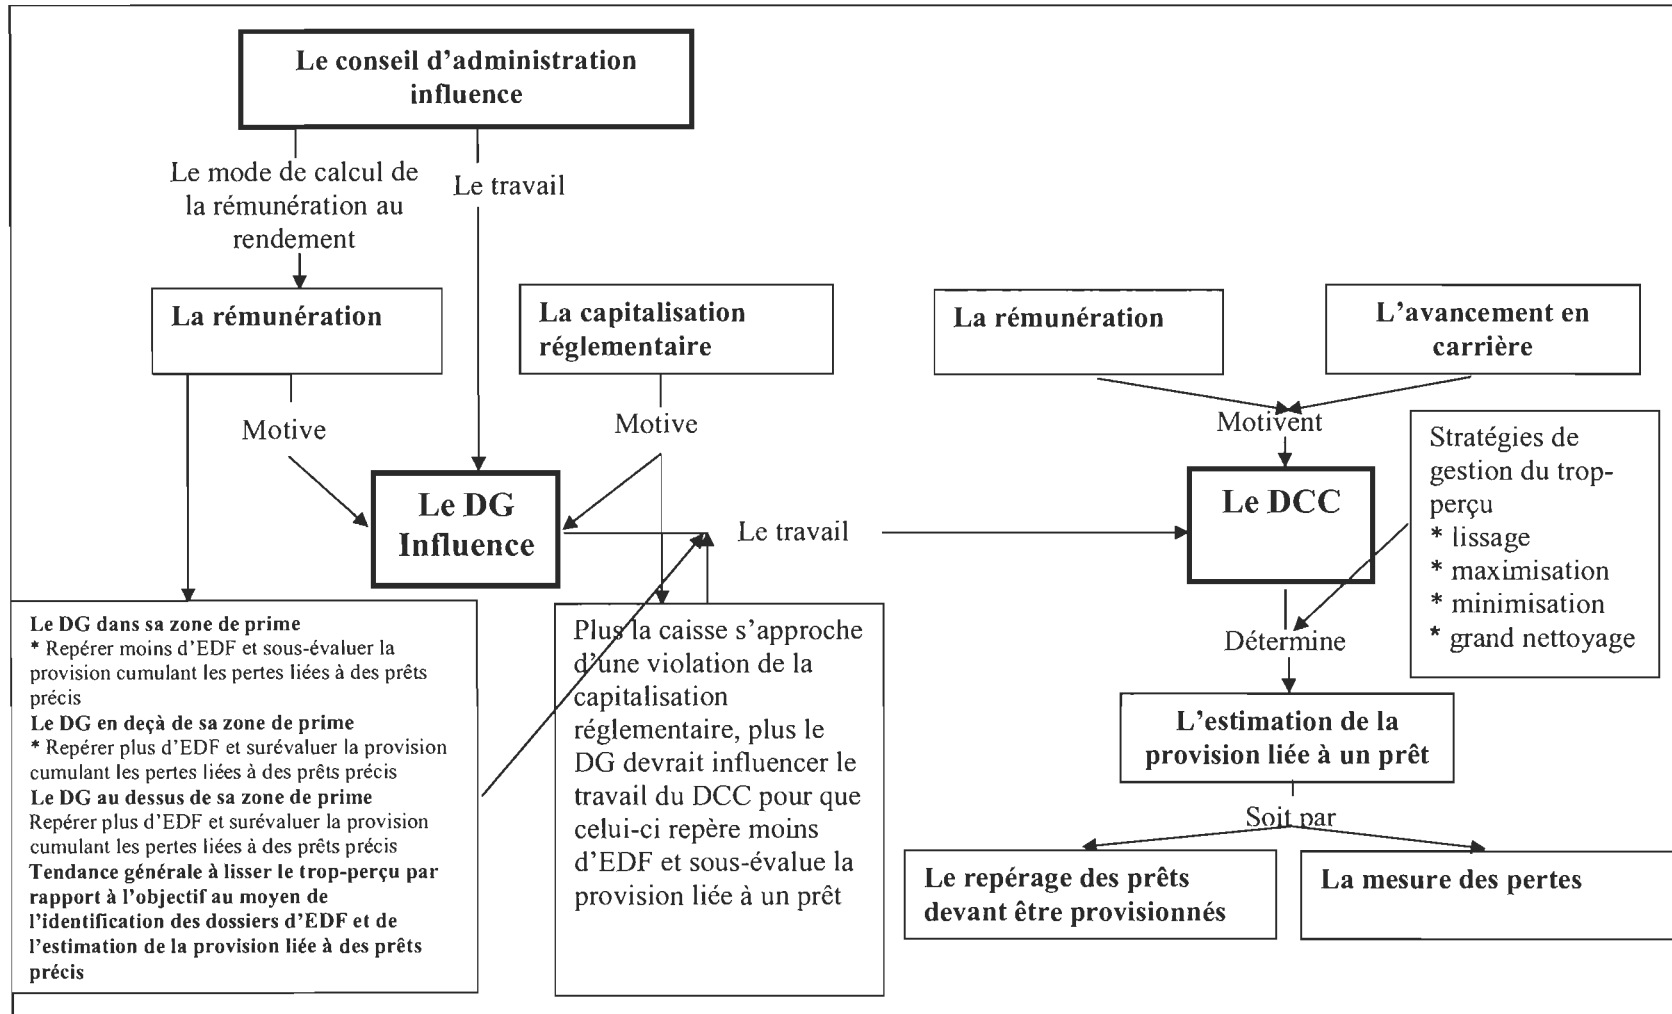 Le conseil d'administration
influence
Le mode de calcul de
la rémunération au
rendement
Le travail
La rémunération
La capitalisation
réglementaire
La rémunération
L'avancement en
carrière
Motive
Motive
Motivent
Le DG
Influence
Le travail
Le DCC
Stratégies de
gestion du trop-
perçu
* lissage
* maximisation
* minimisation
* grand nettoyage
Détermine
Le DG dans sa zone de prime
* Repérer moins d'EDF et sous-évaluer la
provision cumulant les pertes liées à des prêts
précis
Le DG en deçà de sa zone de prime
* Repérer plus d'EDF et surévaluer la provision
cumulant les pertes liées à des prêts précis
Le DG au dessus de sa zone de prime
Repérer plus d'EDF et surévaluer la provision
cumulant les pertes liées à des prêts précis
Tendance générale à lisser le trop-perçu par
rapport à l'objectif au moyen de
l'identification des dossiers d'EDF et de
l'estimation de la provision liée à des prêts
précis
Plus la caisse s'approche
d'une violation de la
capitalisation
réglementaire, plus le
DG devrait influencer le
travail du DCC pour que
celui-ci repère moins
d'EDF et sous-évalue la
provision liée à un prêt
L'estimation de la
provision liée à un prêt
Soit par
Le repérage des prêts
devant être provisionnés
La mesure des pertes